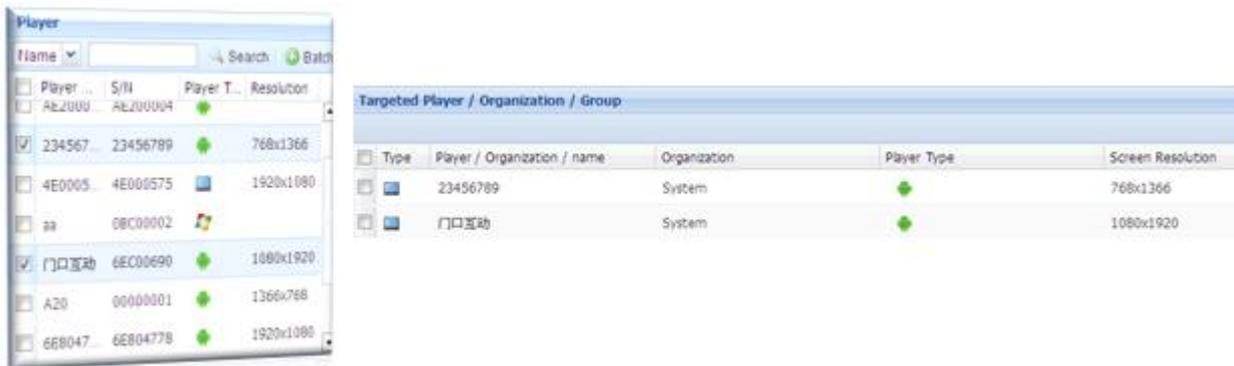 Player
Name Search Batch
Player ... S/N Player T... Resolution
AE2000... AE200004
234567... 23456789 768x1366
4E0005... 4E000575 1920x1080
aa 0BC00002
门口互动 6EC00690 1080x1920
A20 00000001 1366x768
6E8047... 6E804778 1920x1080
Targeted Player / Organization / Group
Type Player / Organization / name Organization Player Type Screen Resolution
23456789 System 768x1366
门口互动 System 1080x1920